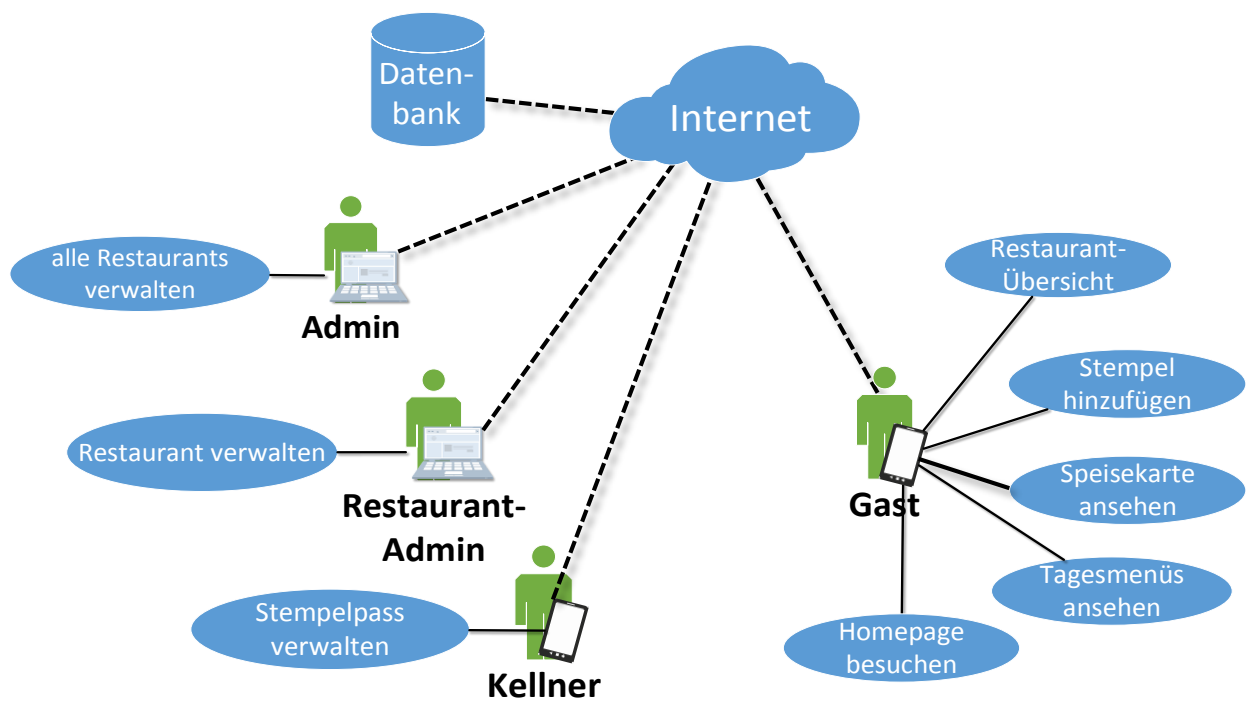 Daten-
bank
Internet
alle Restaurants
verwalten
Admin
Restaurant-
Übersicht
Stempel
hinzufügen
Restaurant verwalten
Restaurant-
Admin
Gast
Speisekarte
ansehen
Tagesmenüs
ansehen
Stempelpass
verwalten
Homepage
besuchen
Kellner